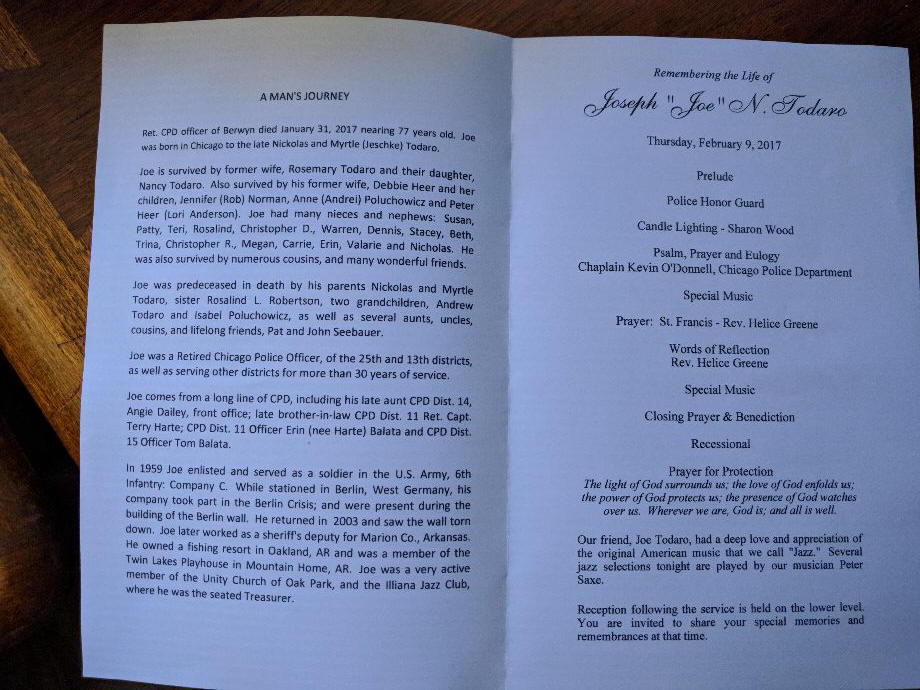 A MAN'S JOURNEY
Ret. CPD officer of Berwyn died January 31, 2017 nearing 77 years old. Joe
was born in Chicago to the late Nickolas and Myrtle (Jeschke) Todaro.
Joe is survived by former wife, Rosemary Todaro and their daughter,
Nancy Todaro. Also survived by his former wife, Debbie Heer and her
children, Jennifer (Rob) Norman, Anne (Andrei) Poluchowicz and Peter
Heer (Lori Anderson). Joe had many nieces and nephews: Susan,
Patty, Teri, Rosalind, Christopher D., Warren, Dennis, Stacey, Beth,
Trina, Christopher R., Megan, Carrie, Erin, Valarie and Nicholas. He
was also survived by numerous cousins, and many wonderful friends.
Joe was predeceased in death by his parents Nickolas and Myrtle
Todaro, sister Rosalind L. Robertson, two grandchildren, Andrew
Todaro and Isabel Poluchowicz, as well as several aunts, uncles,
cousins, and lifelong friends, Pat and John Seebauer.
Joe was a Retired Chicago Police Officer, of the 25th and 13th districts,
as well as serving other districts for more than 30 years of service.
Joe comes from a long line of CPD, including his late aunt CPD Dist. 14,
Angie Dailey, front office; late brother-in-law CPD Dist. 11 Ret. Capt.
Terry Harte; CPD Dist. 11 Officer Erin (nee Harte) Balata and CPD Dist.
15 Officer Tom Balata.
In 1959 Joe enlisted and served as a soldier in the U.S. Army, 6th
Infantry: Company C. While stationed in Berlin, West Germany, his
company took part in the Berlin Crisis; and were present during the
building of the Berlin wall. He returned in 2003 and saw the wall torn
down. Joe later worked as a sheriff's deputy for Marion Co., Arkansas.
He owned a fishing resort in Oakland, AR and was a member of the
Twin Lakes Playhouse in Mountain Home, AR. Joe was a very active
member of the Unity Church of Oak Park, and the Illiana Jazz Club,
where he was the seated Treasurer.
Remembering the Life of
Joseph "Joe" N. Todaro
Thursday, February 9, 2017
Prelude
Police Honor Guard
Candle Lighting - Sharon Wood
Psalm, Prayer and Eulogy
Chaplain Kevin O'Donnell, Chicago Police Department
Special Music
Prayer: St. Francis - Rev. Helice Greene
Words of Reflection
Rev. Helice Greene
Special Music
Closing Prayer & Benediction
Recessional
Prayer for Protection
The light of God surrounds us; the love of God enfolds us;
the power of God protects us; the presence of God watches
over us. Wherever we are, God is; and all is well.
Our friend, Joe Todaro, had a deep love and appreciation of
the original American music that we call "Jazz." Several
jazz selections tonight are played by our musician Peter
Saxe.
Reception following the service is held on the lower level.
You are invited to share your special memories and
remembrances at that time.